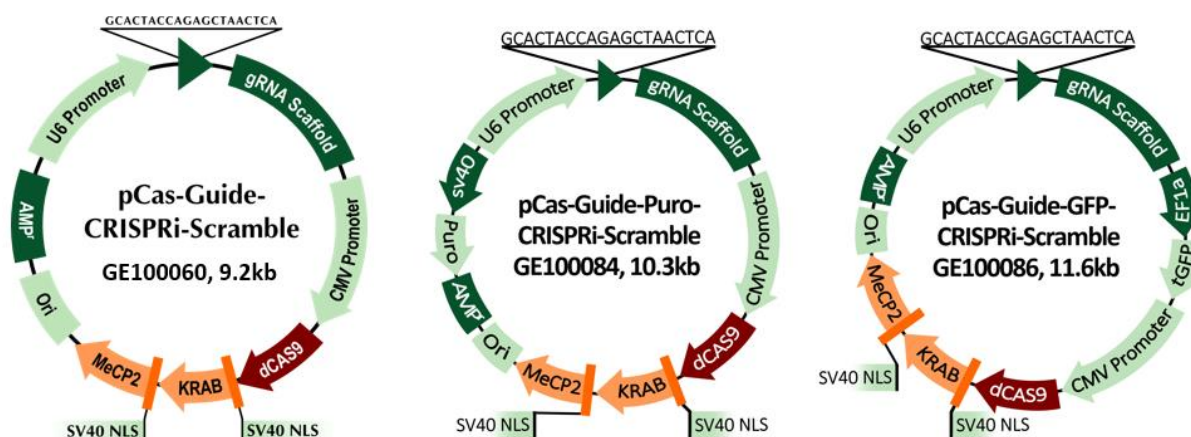 GCACTACCAGAGCTAACTCA
U6 Promoter
gRNA Scaffold
CMV Promoter
dCAS9
SV40 NLS
KRAB
SV40 NLS
MeCP2
Ori
AMPr
pCas-Guide-
CRISPRi-Scramble
GE100060, 9.2kb
GCACTACCAGAGCTAACTCA
U6 Promoter
gRNA Scaffold
CMV Promoter
dCAS9
SV40 NLS
KRAB
SV40 NLS
MeCP2
Ori
AMPr
Puro
sv40
pCas-Guide-Puro-
CRISPRi-Scramble
GE100084, 10.3kb
GCACTACCAGAGCTAACTCA
U6 Promoter
gRNA Scaffold
EF1a
tGFP
CMV Promoter
dCAS9
SV40 NLS
KRAB
SV40 NLS
MeCP2
Ori
AMPr
pCas-Guide-GFP-
CRISPRi-Scramble
GE100086, 11.6kb